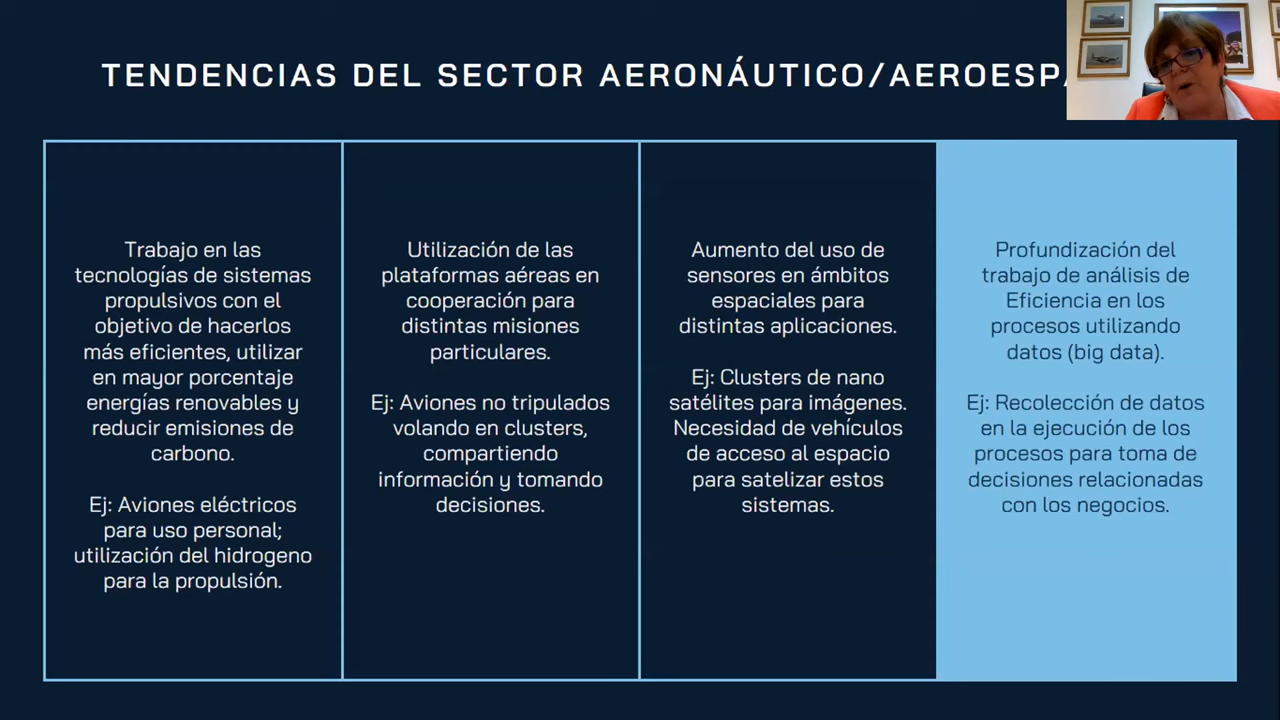 TENDENCIAS DEL SECTOR AERONÁUTICO/AEROESPA
Trabajo en las
tecnologías de sistemas
propulsivos con el
objetivo de hacerlos
más eficientes, utilizar
en mayor porcentaje
energías renovables y
reducir emisiones de
carbono.
Ej: Aviones eléctricos
para uso personal;
utilización del hidrogeno
para la propulsión.
Utilización de las
plataformas aéreas en
cooperación para
distintas misiones
particulares.
Ej: Aviones no tripulados
volando en clusters,
compartiendo
información y tomando
decisiones.
Aumento del uso de
sensores en ámbitos
espaciales para
distintas aplicaciones.
Ej: Clusters de nano
satélites para imágenes.
Necesidad de vehículos
de acceso al espacio
para satelizar estos
sistemas.
Profundización del
trabajo de análisis de
Eficiencia en los
procesos utilizando
datos (big data).
Ej: Recolección de datos
en la ejecución de los
procesos para toma de
decisiones relacionadas
con los negocios.